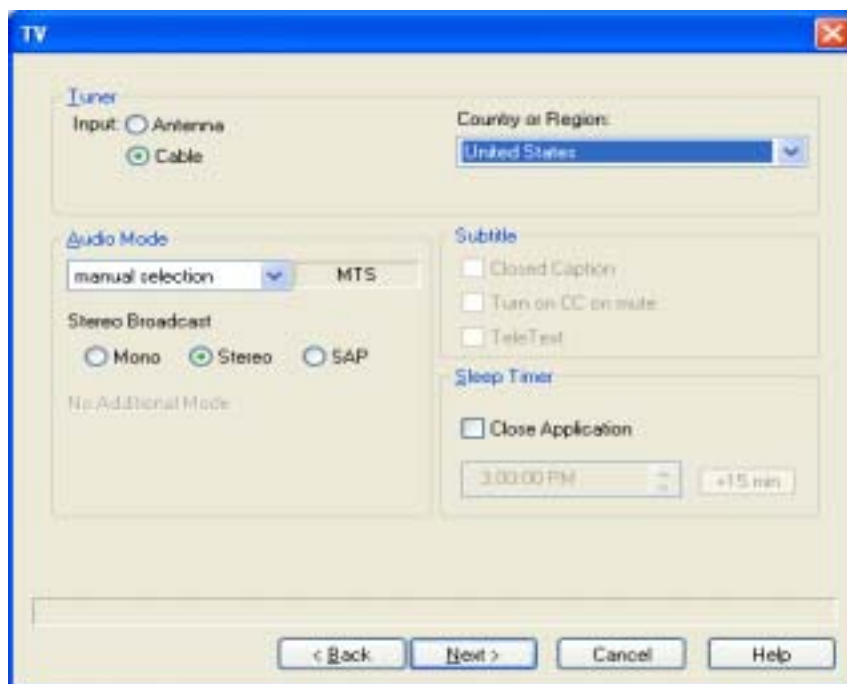 TV
Tuner
Input: Antenna
Cable
Country or Region:
United States
Audio Mode
manual selection
MTS
Stereo Broadcast
Mono Stereo SAP
No Additional Mode
Subtitle
Closed Caption
Turn on CC on mute
TeleText
Sleep Timer
Close Application
3:00:00 PM
+15 min
< Back
Next >
Cancel
Help